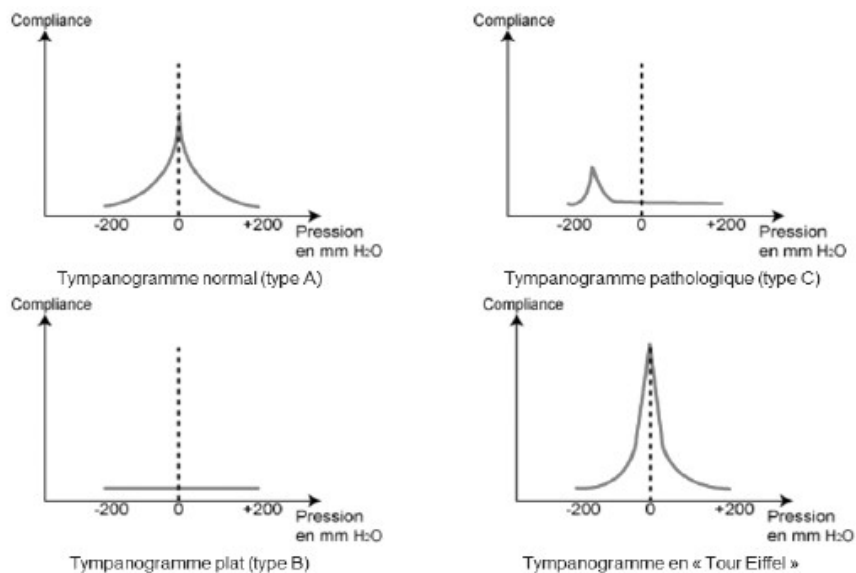 Compliance
-200
0
+200
Pression
en mm H₂O
Tympanogramme normal (type A)
Compliance
-200
0
+200
Pression
en mm H₂O
Tympanogramme pathologique (type C)
Compliance
-200
0
+200
Pression
en mm H₂O
Tympanogramme plat (type B)
Compliance
-200
0
+200
Pression
en mm H₂O
Tympanogramme en « Tour Eiffel »